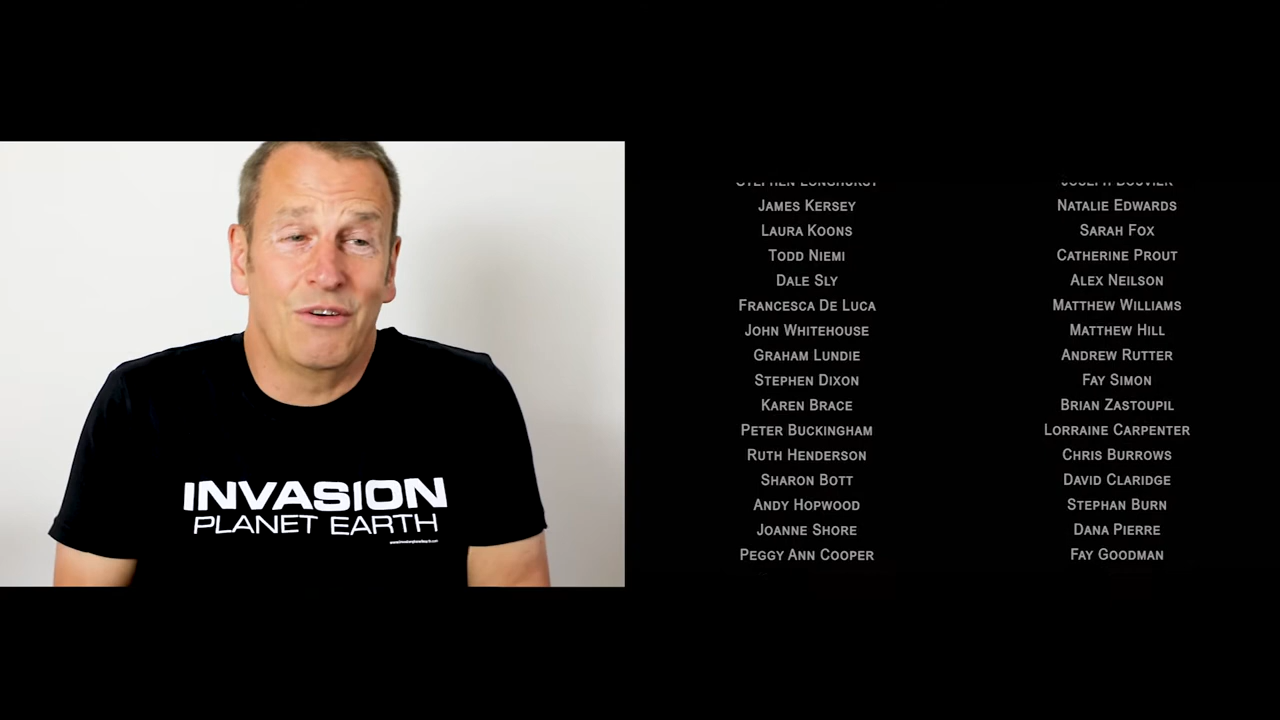 INVASION
PLANET EARTH
JAMES KERSEY
LAURA KOONS
TODD NIEMI
DALE SLY
FRANCESCA DE LUCA
JOHN WHITEHOUSE
GRAHAM LUNDIE
STEPHEN DIXON
KAREN BRACE
PETER BUCKINGHAM
RUTH HENDERSON
SHARON BOTT
ANDY HOPWOOD
JOANNE SHORE
PEGGY ANN COOPER
NATALIE EDWARDS
SARAH FOX
CATHERINE PROUT
ALEX NEILSON
MATTHEW WILLIAMS
MATTHEW HILL
ANDREW RUTTER
FAY SIMON
BRIAN ZASTOUPIL
LORRAINE CARPENTER
CHRIS BURROWS
DAVID CLARIDGE
STEPHAN BURN
DANA PIERRE
FAY GOODMAN